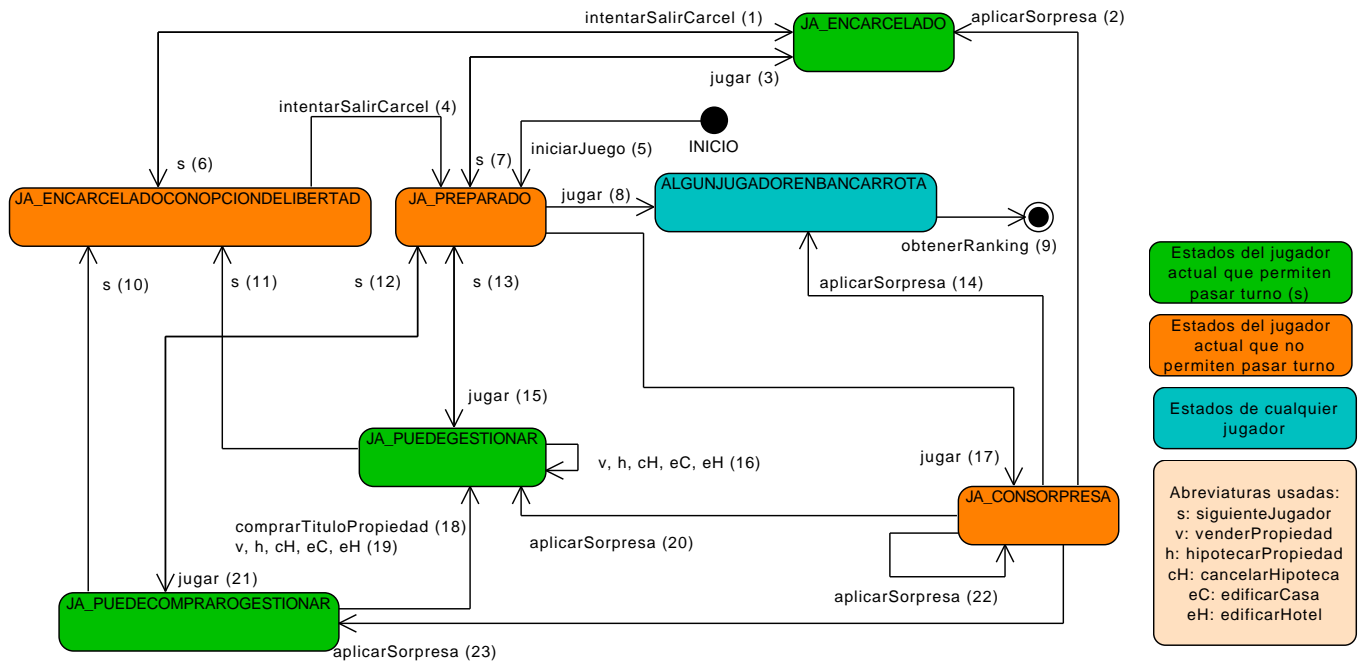 intentarSalirCarcel (1)
JA_ENCARCELADO
aplicarSorpresa (2)
jugar (3)
intentarSalirCarcel (4)
iniciarJuego (5)
INICIO
s (6)
s (7)
JA_ENCARCELADOCONOPCIONDELIBERTAD
JA_PREPARADO
jugar (8)
ALGUNJUGADORENBANCARROTA
obtenerRanking (9)
s (10)
s (11)
s (12)
s (13)
aplicarSorpresa (14)
Estados del jugador
actual que permiten
pasar turno (s)
Estados del jugador
actual que no
permiten pasar turno
Estados de cualquier
jugador
jugar (15)
JA_PUEDEGESTIONAR
v, h, cH, eC, eH (16)
jugar (17)
JA_CONSORPRESA
comprarTituloPropiedad (18)
v, h, cH, eC, eH (19)
aplicarSorpresa (20)
jugar (21)
aplicarSorpresa (22)
JA_PUEDECOMPRAROGESTIONAR
aplicarSorpresa (23)
Abreviaturas usadas:
s: siguienteJugador
v: venderPropiedad
h: hipotecarPropiedad
cH: cancelarHipoteca
eC: edificarCasa
eH: edificarHotel